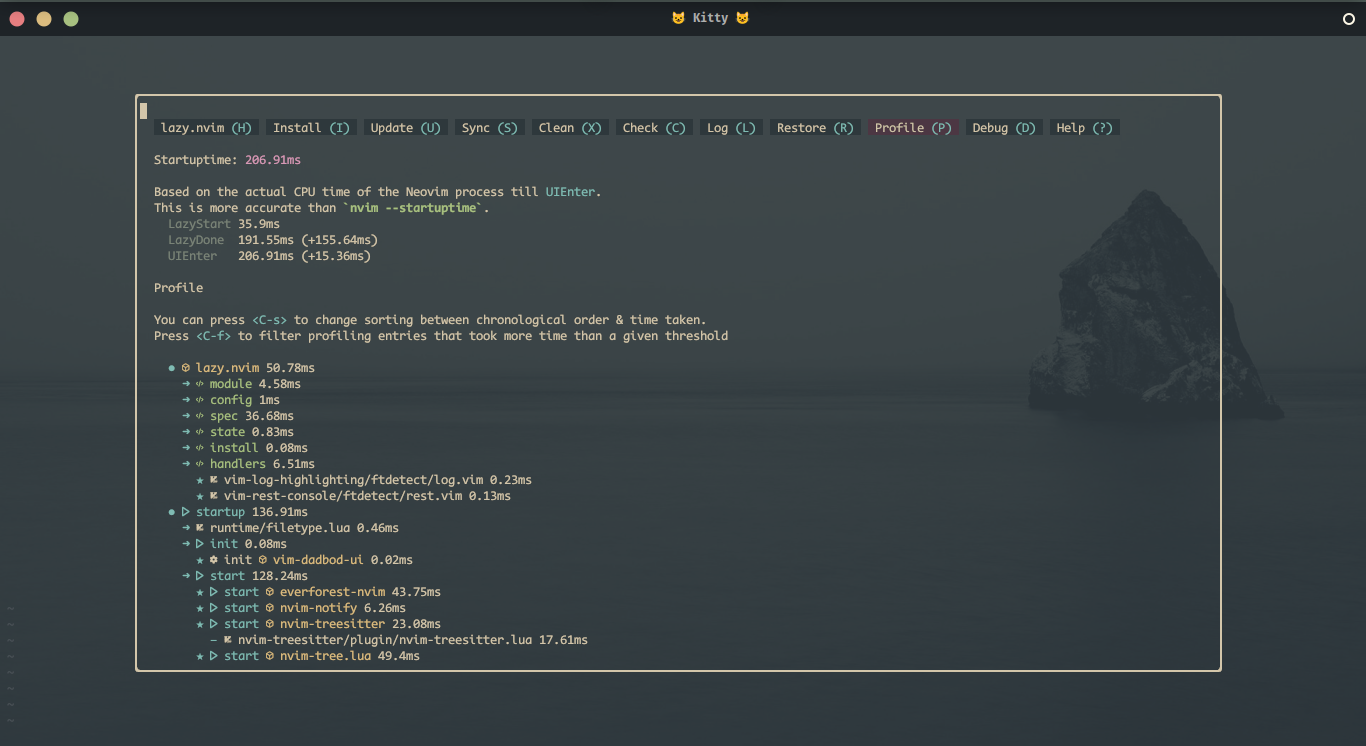 😺 Kitty 😺
lazy.nvim (H) Install (I) Update (U) Sync (S) Clean (X) Check (C) Log (L) Restore (R) Profile (P) Debug (D) Help (?)
Startuptime: 206.91ms
Based on the actual CPU time of the Neovim process till UIEnter.
This is more accurate than `nvim --startuptime`.
LazyStart 35.9ms
LazyDone 191.55ms (+155.64ms)
UIEnter 206.91ms (+15.36ms)
Profile
You can press <C-s> to change sorting between chronological order & time taken.
Press <C-f> to filter profiling entries that took more time than a given threshold
● lazy.nvim 50.78ms
➜ </> module 4.58ms
➜ </> config 1ms
➜ </> spec 36.68ms
➜ </> state 0.83ms
➜ </> install 0.08ms
➜ </> handlers 6.51ms
★ vim-log-highlighting/ftdetect/log.vim 0.23ms
★ vim-rest-console/ftdetect/rest.vim 0.13ms
● startup 136.91ms
➜ runtime/filetype.lua 0.46ms
➜ init 0.08ms
★ init vim-dadbod-ui 0.02ms
➜ start 128.24ms
★ start everforest-nvim 43.75ms
★ start nvim-notify 6.26ms
★ start nvim-treesitter 23.08ms
‒ nvim-treesitter/plugin/nvim-treesitter.lua 17.61ms
★ start nvim-tree.lua 49.4ms
~
~
~
~
~
~
~
~